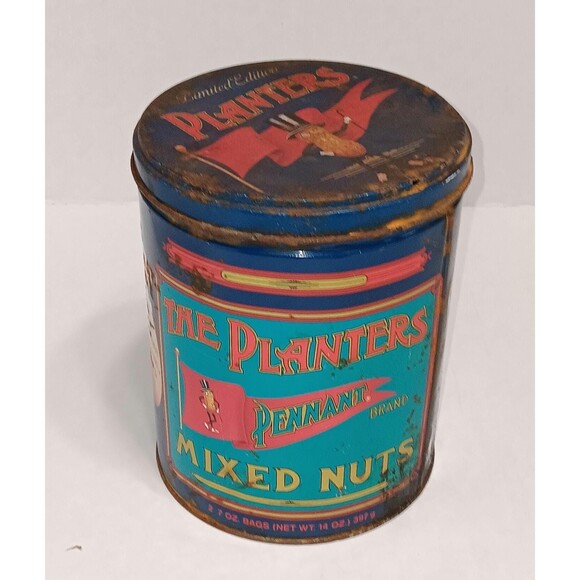 Limited Edition
PLANTERS
THE PLANTERS
PENNANT BRAND
MIXED NUTS
2 7 OZ. BAGS (NET WT. 14 OZ.) 397 g